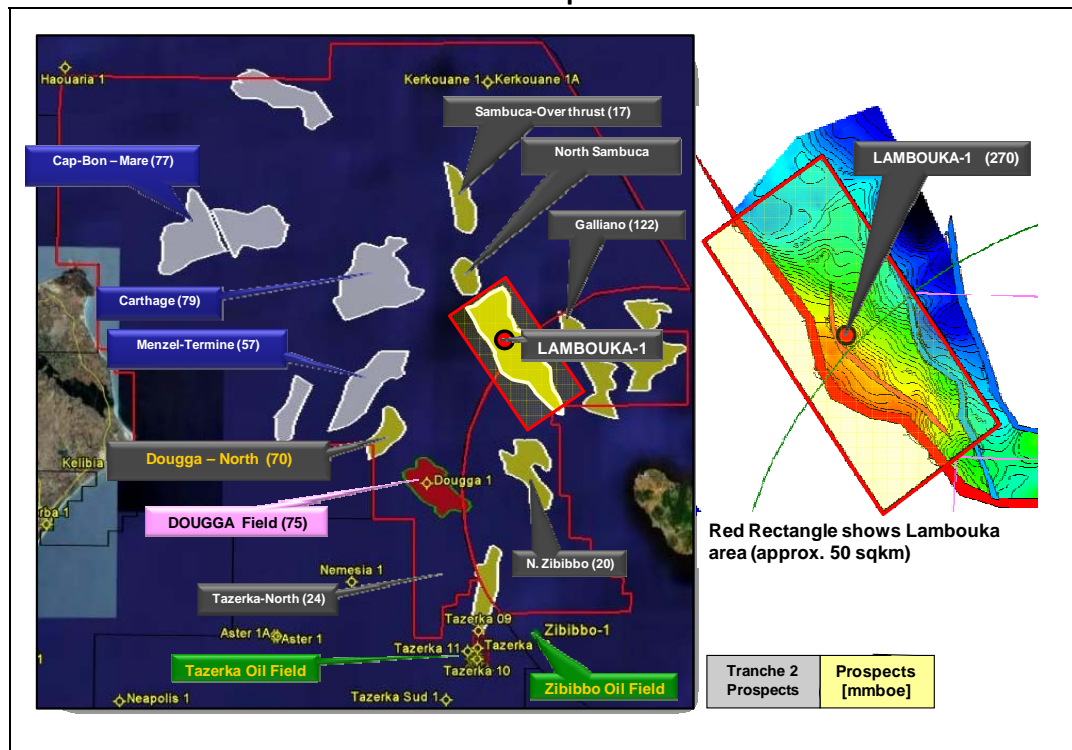 Haouaria 1
Kerkouane 1
Kerkouane 1A
Sambuca-Over thrust (17)
North Sambuca
Cap-Bon – Mare (77)
Galliano (122)
Carthage (79)
Menzel-Termine (57)
LAMBOUKA-1
Kelibia
Dougga – North (70)
Dougga 1
rba 1
DOUGGA Field (75)
N. Zibibbo (20)
Nemesia 1
Tazerka-North (24)
Tazerka 09
Zibibbo-1
Aster 1A
Aster 1
Tazerka 11
Tazerka
Tazerka 10
Tazerka Oil Field
Zibibbo Oil Field
Neapolis 1
Tazerka Sud 1
LAMBOUKA-1 (270)
Red Rectangle shows Lambouka
area (approx. 50 sqkm)
Tranche 2
Prospects
Prospects
[mmboe]